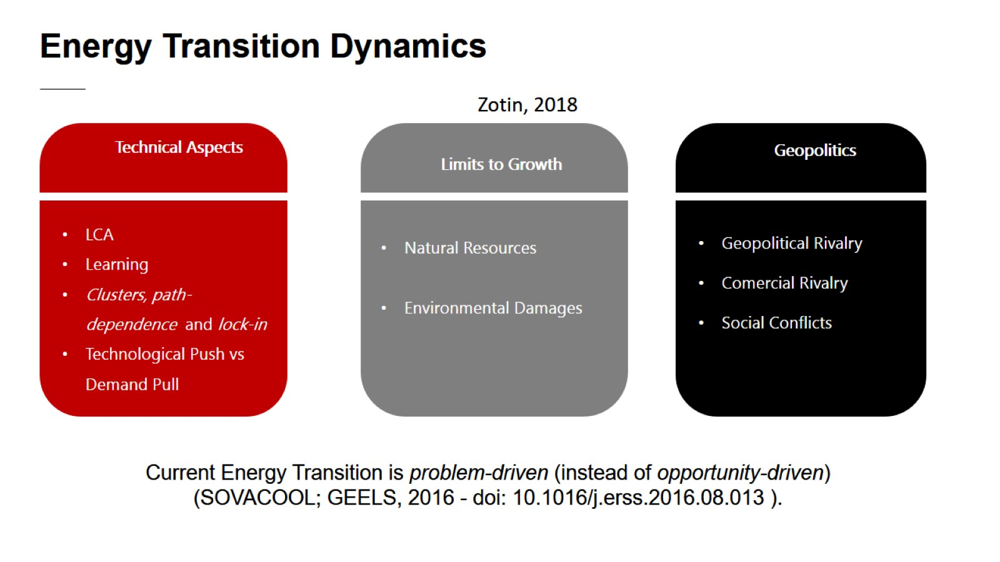 Energy Transition Dynamics
Zotin, 2018
Technical Aspects
• LCA
• Learning
• Clusters, path-
dependence and lock-in
• Technological Push vs
Demand Pull
Limits to Growth
• Natural Resources
• Environmental Damages
Geopolitics
• Geopolitical Rivalry
• Comercial Rivalry
• Social Conflicts
Current Energy Transition is problem-driven (instead of opportunity-driven)
(SOVACOOL; GEELS, 2016 - doi: 10.1016/j.erss.2016.08.013 ).